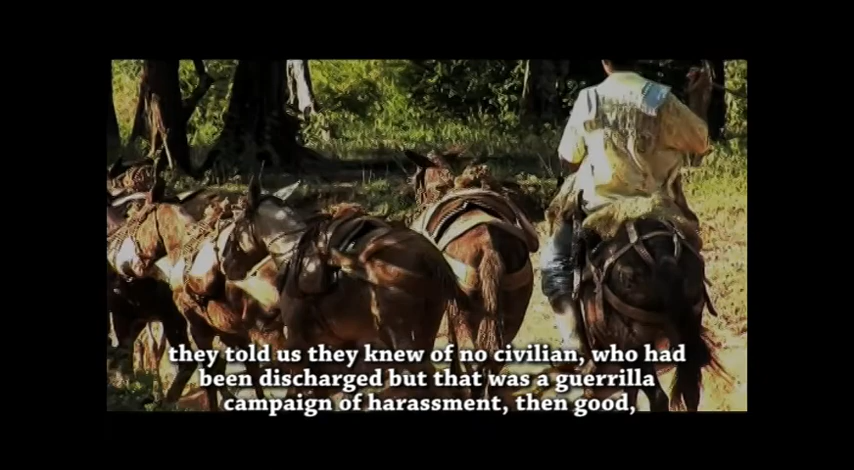 they told us they knew of no civilian, who had
been discharged but that was a guerrilla
campaign of harassment, then good,